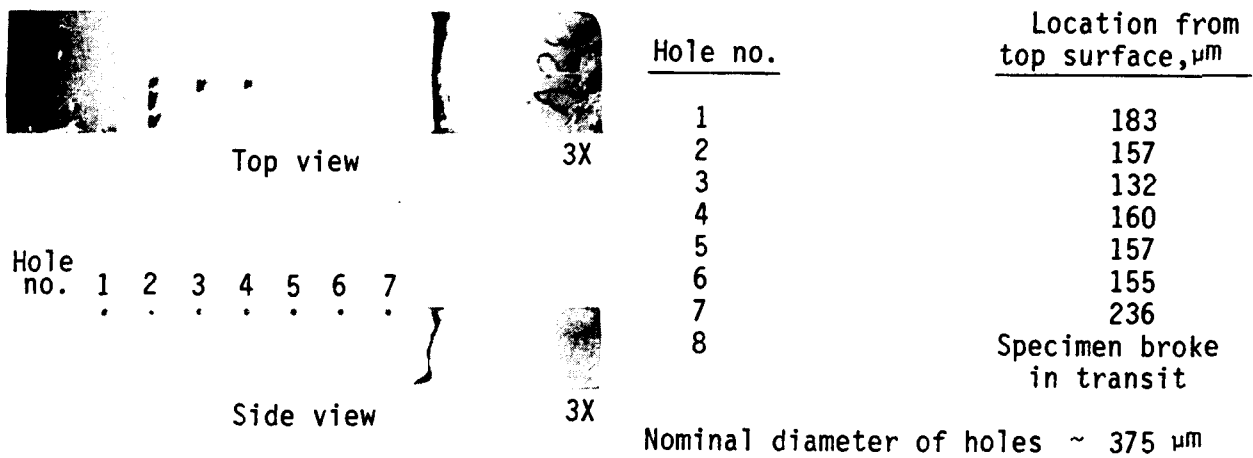 Top view
3X
Hole
no. 1 2 3 4 5 6 7
Side view
3X
Hole no.
Location from
top surface, μm
1 183
2 157
3 132
4 160
5 157
6 155
7 236
8 Specimen broke
in transit
Nominal diameter of holes ~ 375 μm